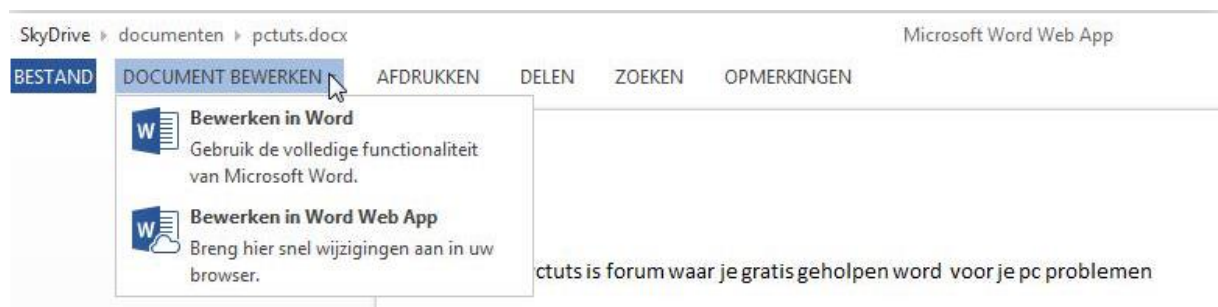 SkyDrive ▸ documenten ▸ pctuts.docx Microsoft Word Web App
BESTAND DOCUMENT BEWERKEN AFDRUKKEN DELEN ZOEKEN OPMERKINGEN
Bewerken in Word
Gebruik de volledige functionaliteit
van Microsoft Word.
Bewerken in Word Web App
Breng hier snel wijzigingen aan in uw
browser.
ctuts is forum waar je gratis geholpen word voor je pc problemen